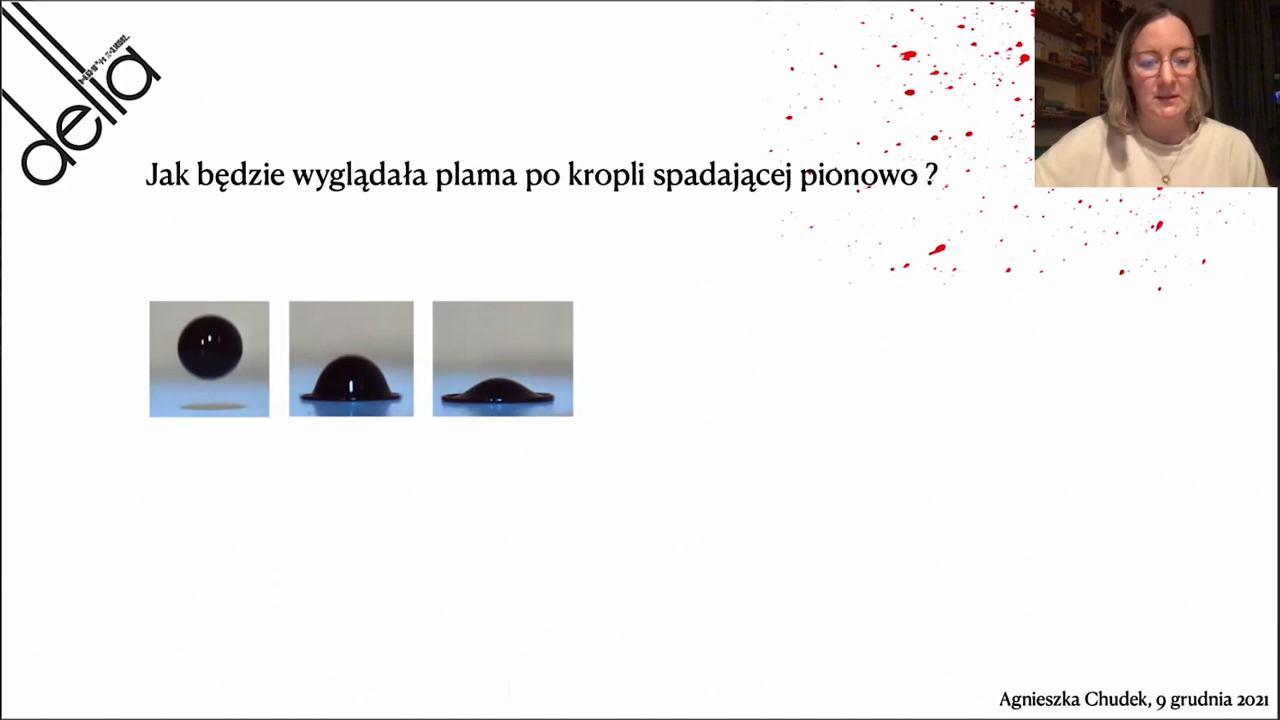 delta
Jak będzie wyglądała plama po kropli spadającej pionowo ?
Agnieszka Chudek, 9 grudnia 2021